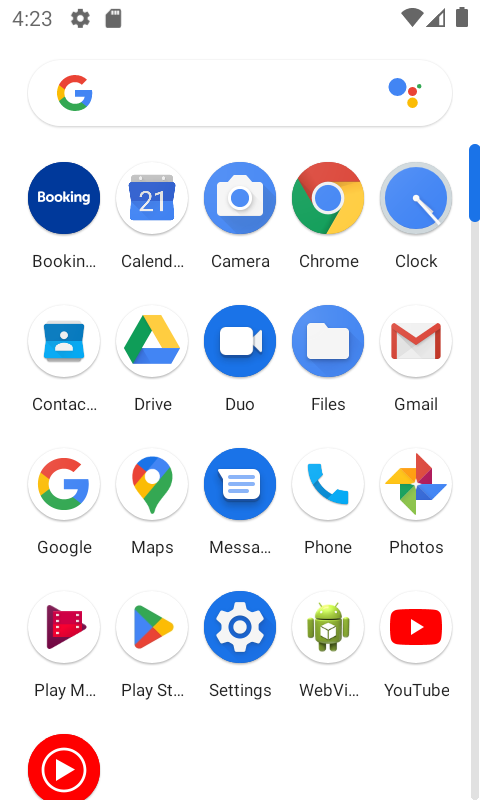 4:23
Booking
21
Bookin...
Calend...
Camera
Chrome
Clock
Contac...
Drive
Duo
Files
Gmail
Google
Maps
Messa...
Phone
Photos
Play M...
Play St...
Settings
WebVi...
YouTube